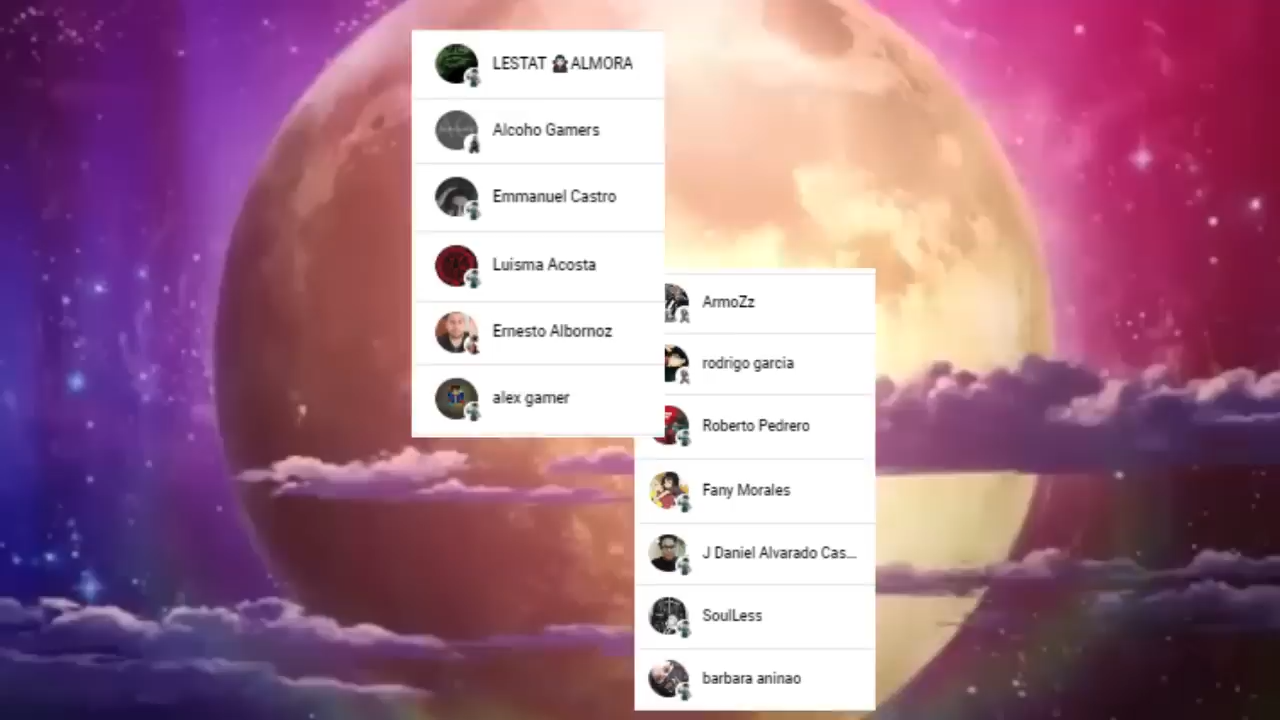 LESTAT 🧛🏻‍♂️ALMORA
Alcoho Gamers
Emmanuel Castro
Luisma Acosta
Ernesto Albornoz
alex gamer
ArmoZz
rodrigo garcia
Roberto Pedrero
Fany Morales
J Daniel Alvarado Cas...
SoulLess
barbara aninao